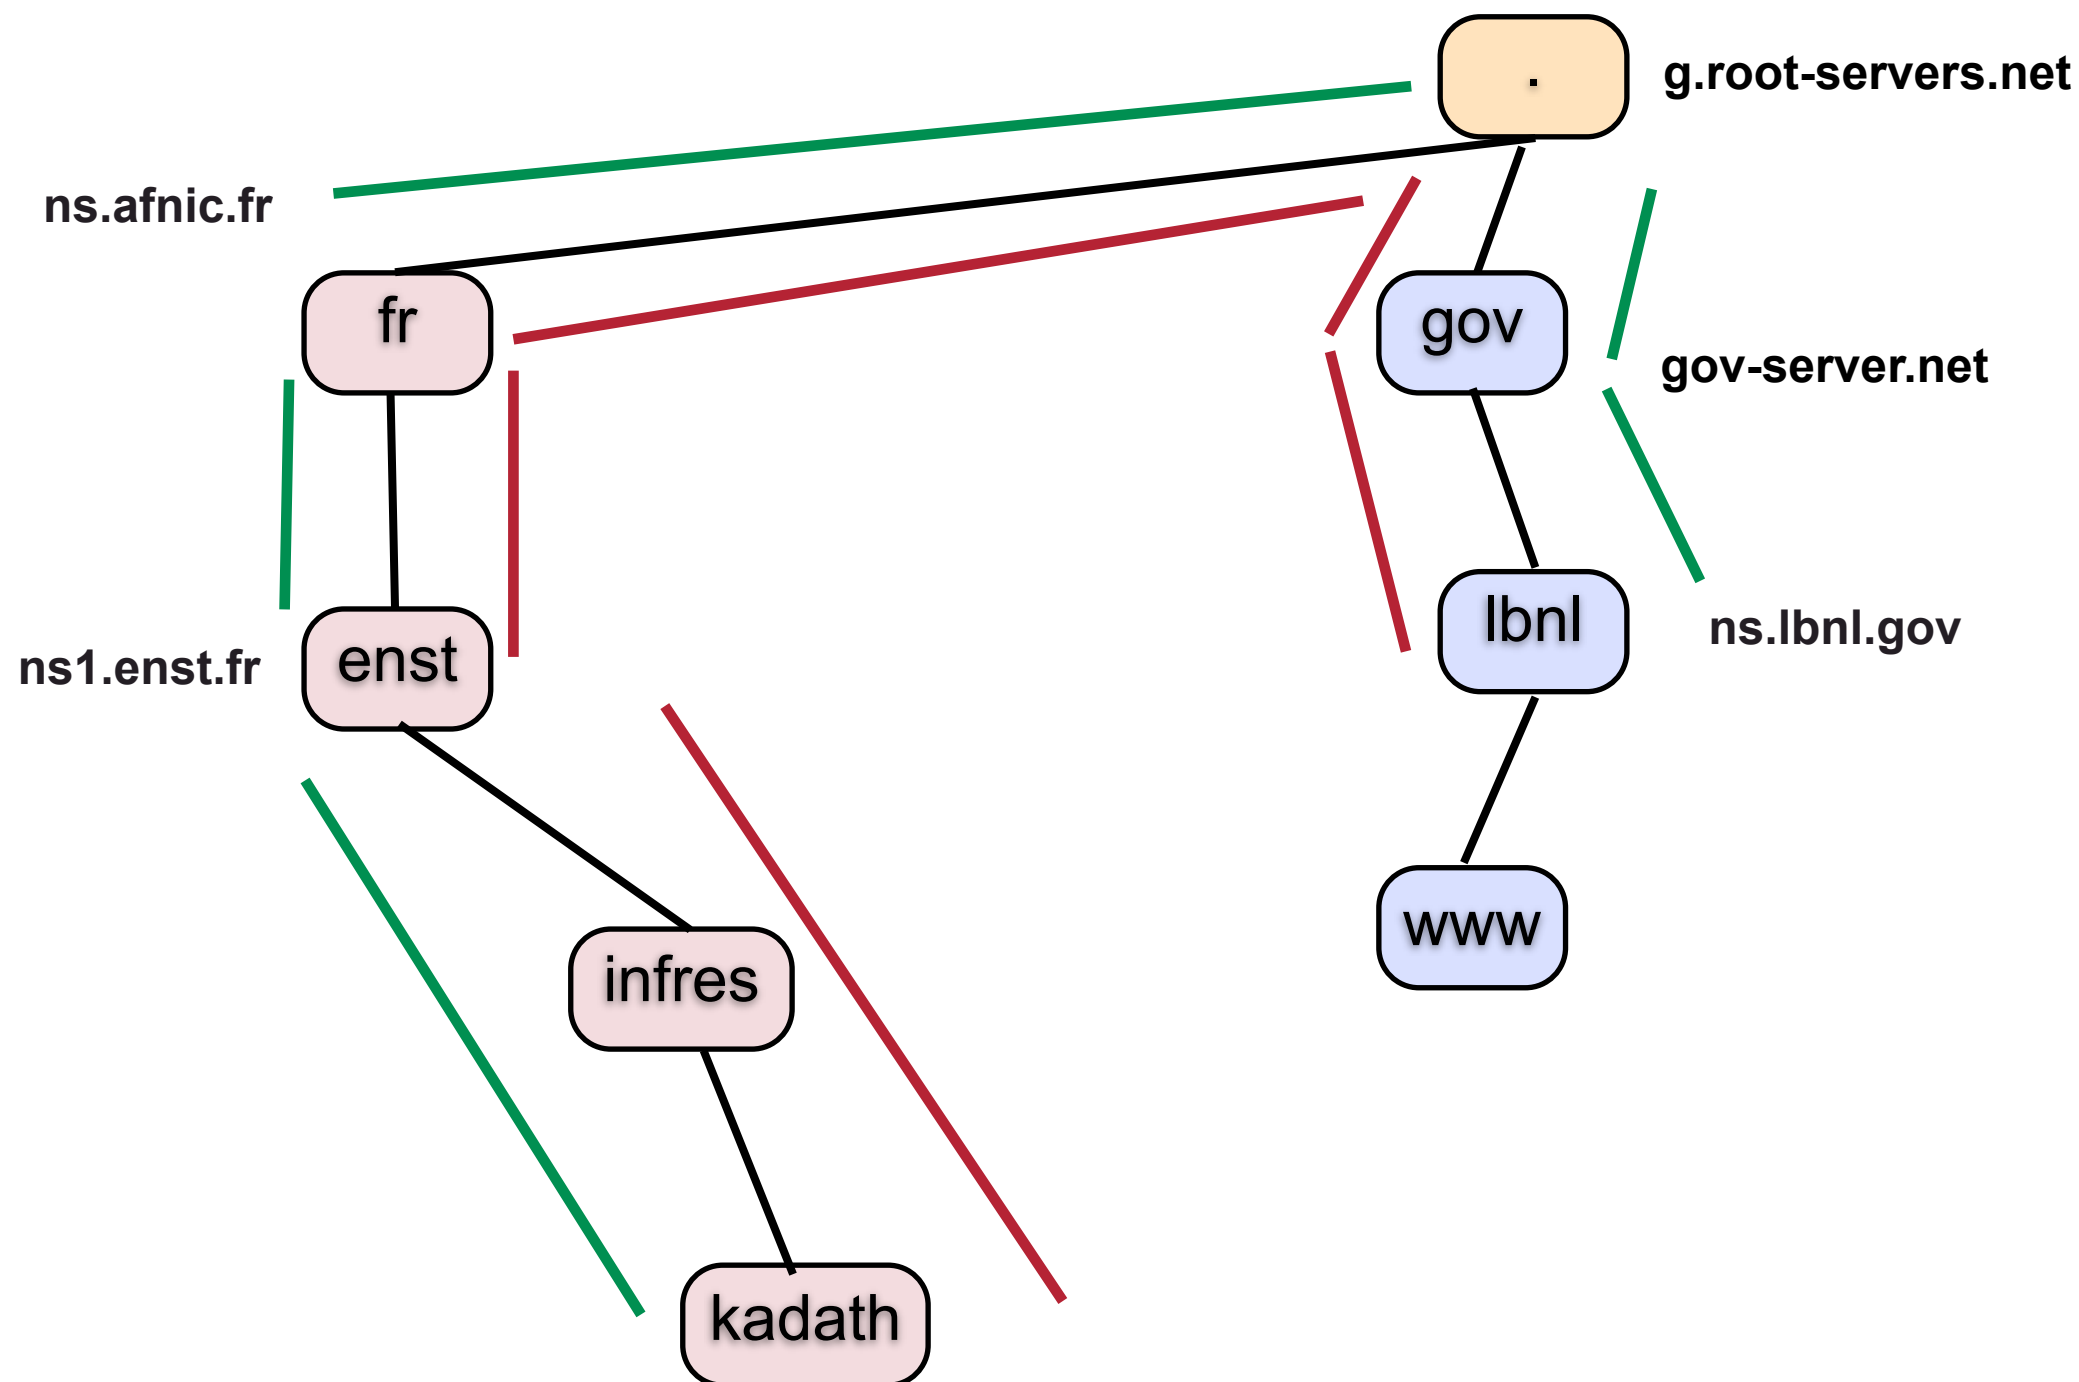 .
g.root-servers.net
ns.afnic.fr
fr
gov
gov-server.net
ns1.enst.fr
enst
lbnl
ns.lbnl.gov
infres
www
kadath